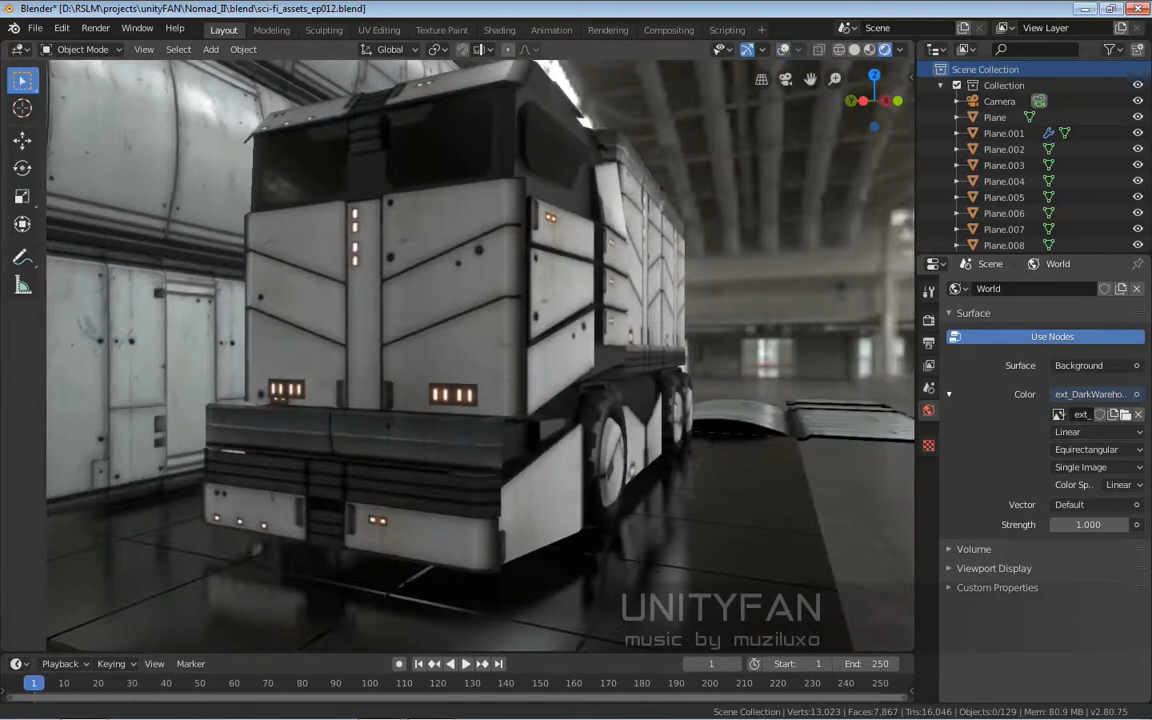 Blender* [D:\RSLM\projects\unityFAN\Nomad_II\blend\sci-fi_assets_ep012.blend]
File Edit Render Window Help Layout Modeling Sculpting UV Editing Texture Paint Shading Animation Rendering Compositing Scripting + Scene View Layer
Object Mode View Select Add Object Global
Scene Collection
Collection
Camera
Plane
Plane.001
Plane.002
Plane.003
Plane.004
Plane.005
Plane.006
Plane.007
Plane.008
Z
Y X
Scene World
World
Surface
Use Nodes
Surface Background
Color ext_DarkWareho..
ext_
Linear
Equirectangular
Single Image
Color Sp.. Linear
Vector Default
Strength 1.000
Volume
Viewport Display
Custom Properties
UNITYFAN
music by muziluxo
Playback Keying View Marker 1 Start: 1 End: 250
1 10 20 30 40 50 60 70 80 90 100 110 120 130 140 150 160 170 180 190 200 210 220 230 240 250
Scene Collection | Verts:13,023 | Faces:7,867 | Tris:16,046 | Objects:0/129 | Mem: 80.9 MB | v2.80.75